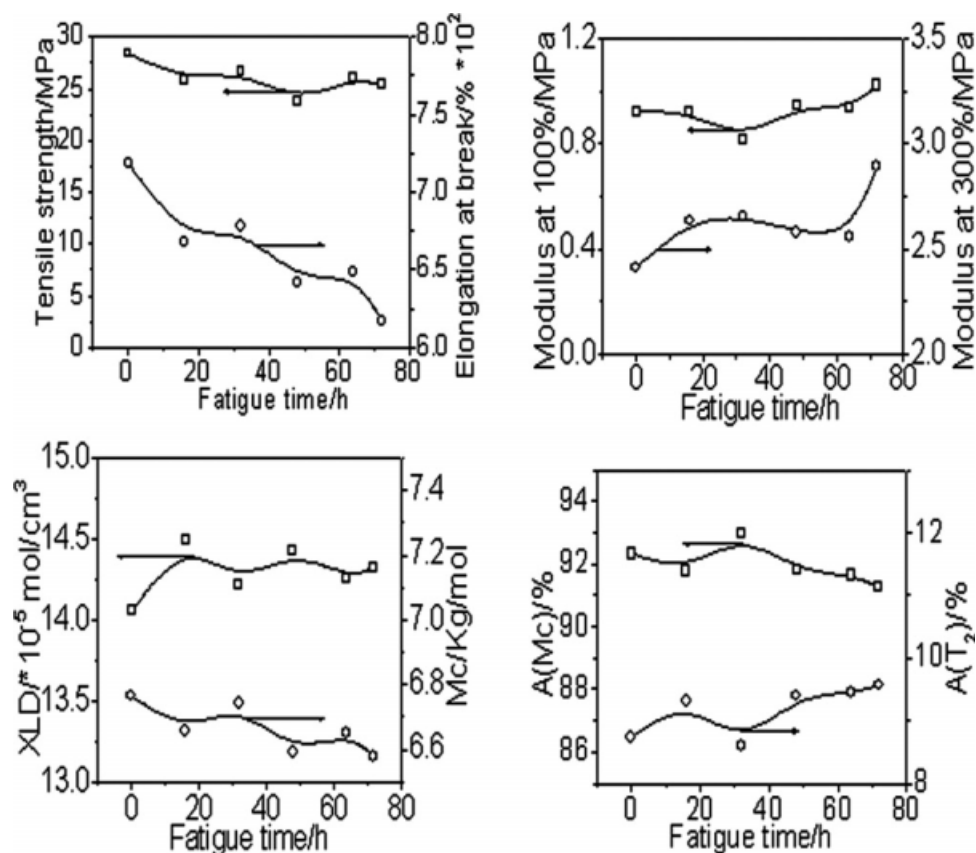 Tensile strength/MPa
30
25
20
15
10
5
0
Elongation at break/% *10²
8.0
7.5
7.0
6.5
6.0
0 20 40 60 80
Fatigue time/h
Modulus at 100%/MPa
1.2
0.9
0.8
0.4
0.0
Modulus at 300%/MPa
3.5
3.0
2.5
2.0
0 20 40 60 80
Fatigue time/h
XLD/*10⁻⁵ mol/cm³
15.0
14.5
14.0
13.5
13.0
Mc/Kg/mol
7.4
7.2
7.0
6.8
6.6
0 20 40 60 80
Fatigue time/h
A(Mc)/%
94
92
90
88
86
A(T₂)/%
12
10
8
0 20 40 60 80
Fatigue time/h